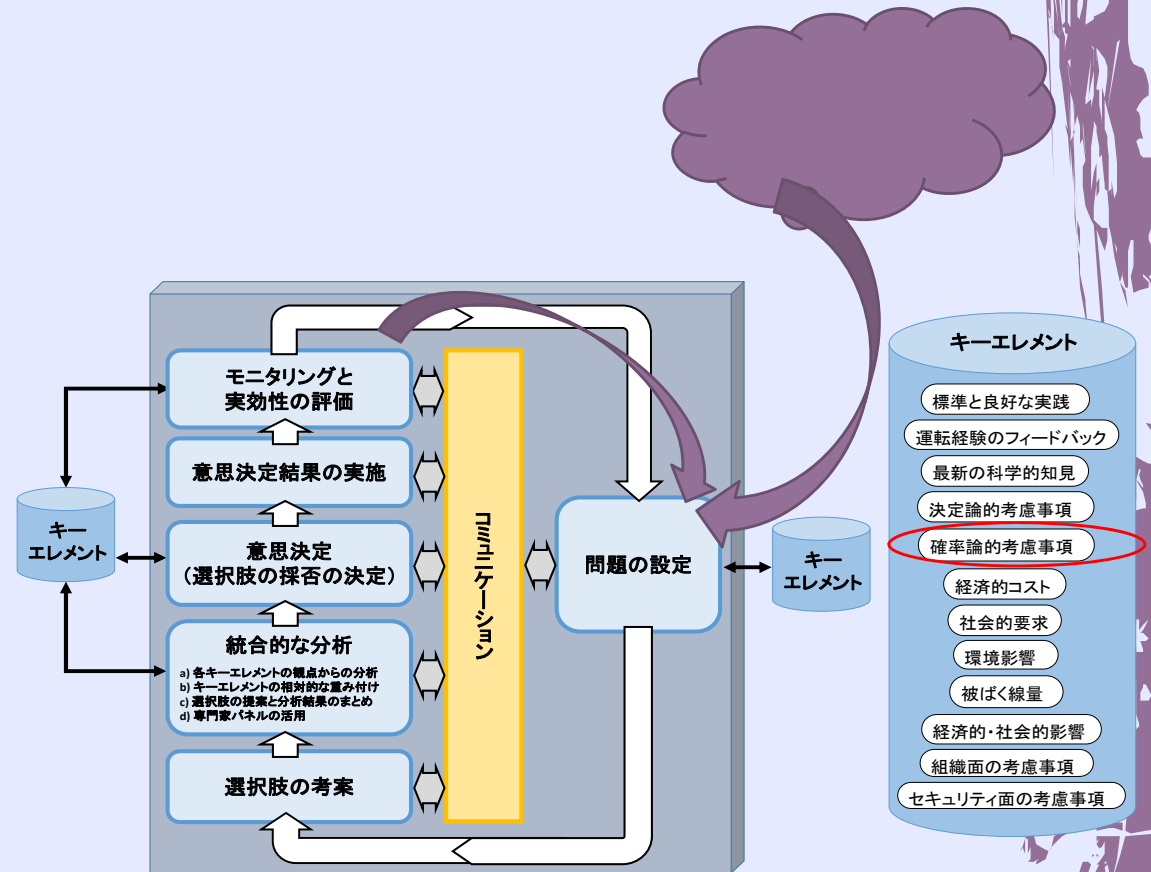 モニタリングと
実効性の評価
意思決定結果の実施
意思決定
（選択肢の採否の決定）
統合的な分析
a) 各キーエレメントの観点からの分析
b) キーエレメントの相対的な重み付け
c) 選択肢の提案と分析結果のまとめ
d) 専門家パネルの活用
選択肢の考案
キー
エレメント
コミュニケーション
問題の設定
キー
エレメント
キーエレメント
標準と良好な実践
運転経験のフィードバック
最新の科学的知見
決定論的考慮事項
確率論的考慮事項
経済的コスト
社会的要求
環境影響
被ばく線量
経済的・社会的影響
組織面の考慮事項
セキュリティ面の考慮事項